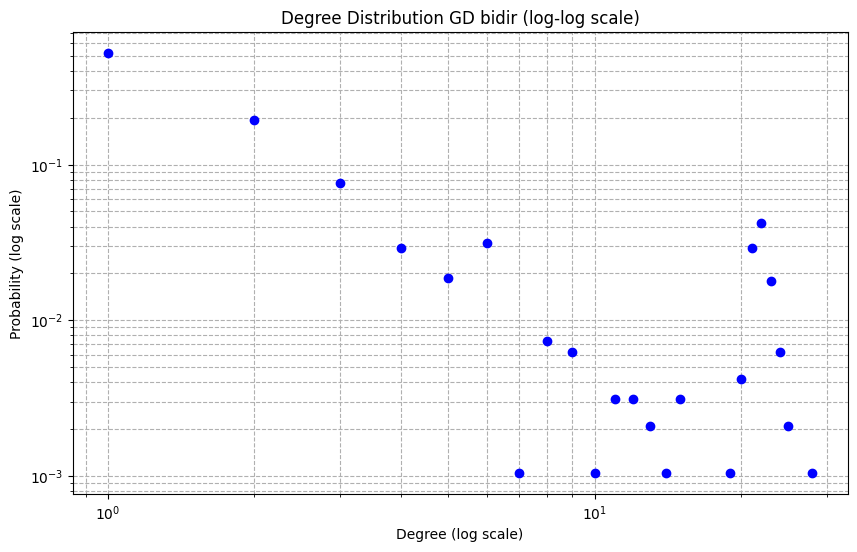 Degree Distribution GD bidir (log-log scale)
Probability (log scale)
10⁻¹
10⁻²
10⁻³
10⁰
10¹
Degree (log scale)